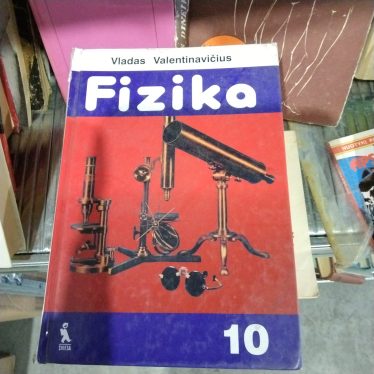 Vladas Valentinavičius
Fizika
10
ŠVIESA